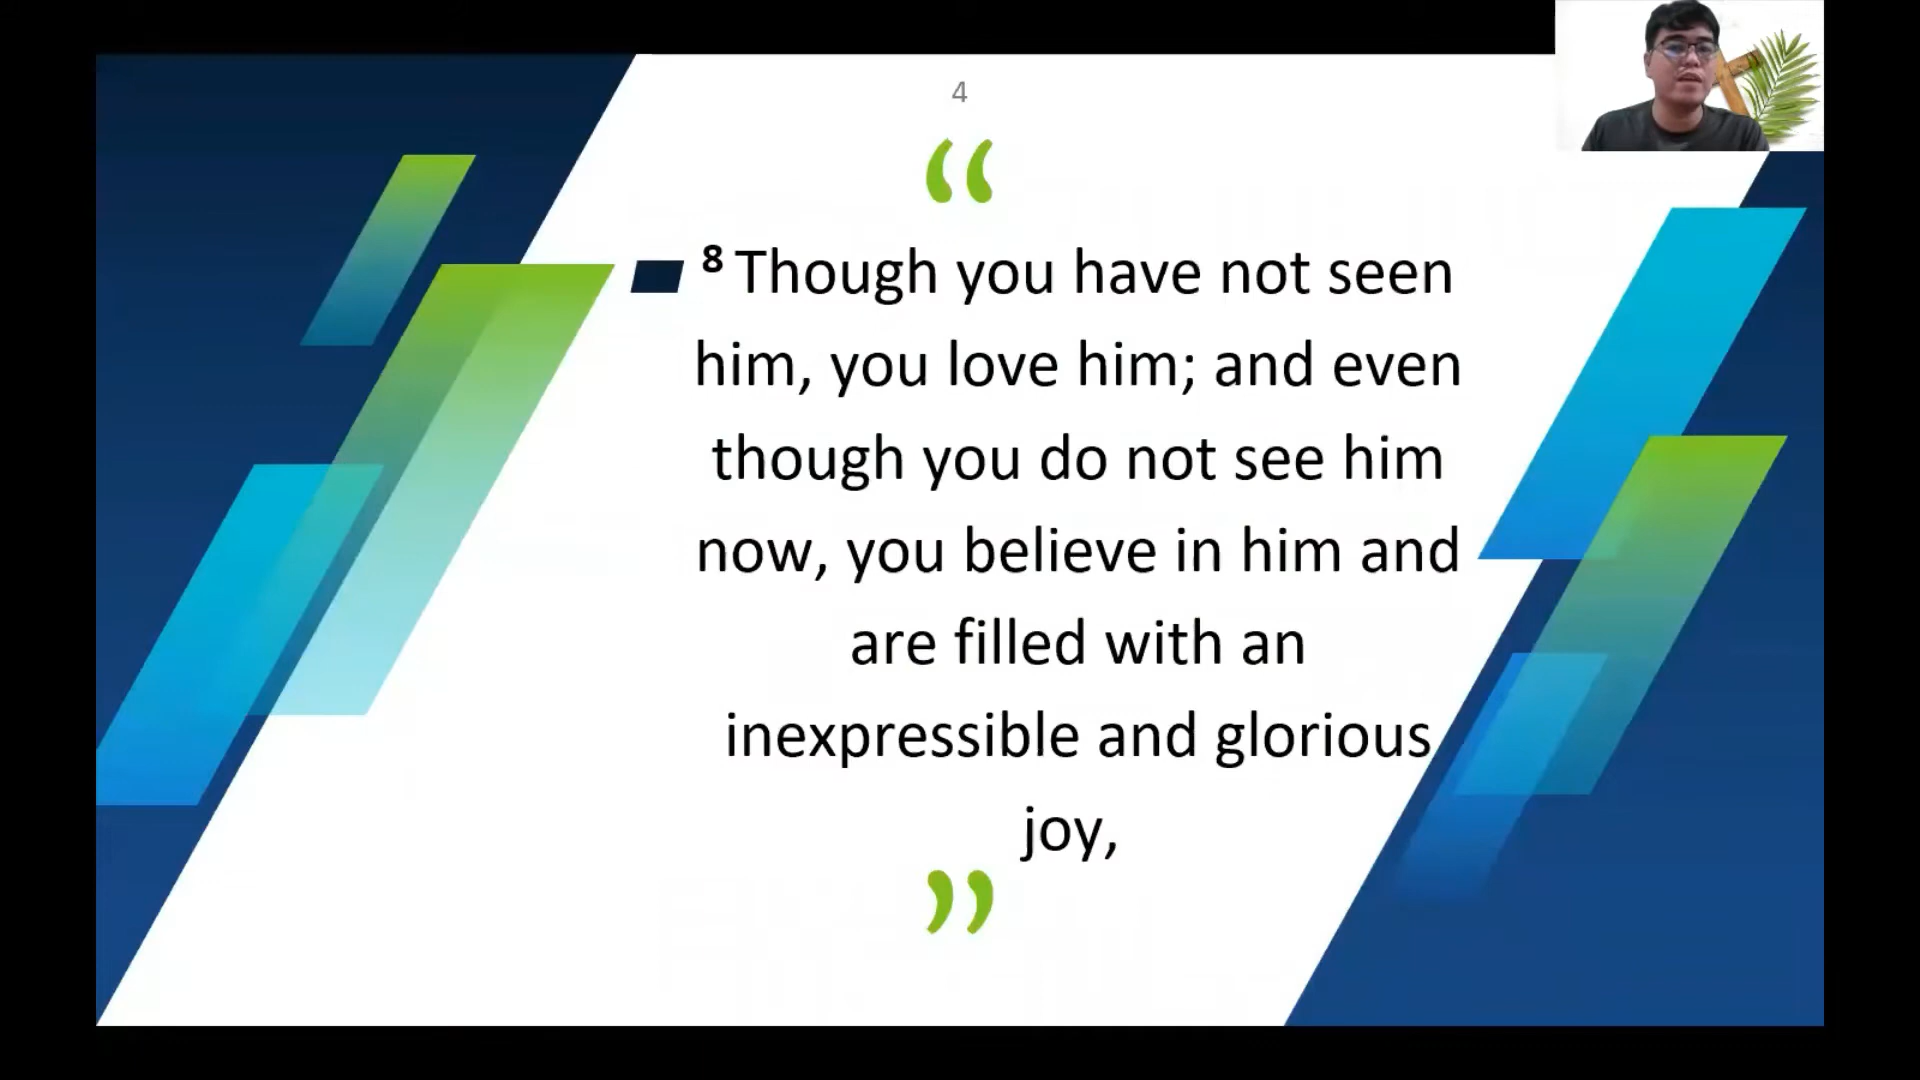 4
“
⁸ Though you have not seen
him, you love him; and even
though you do not see him
now, you believe in him and
are filled with an
inexpressible and glorious
joy,
”